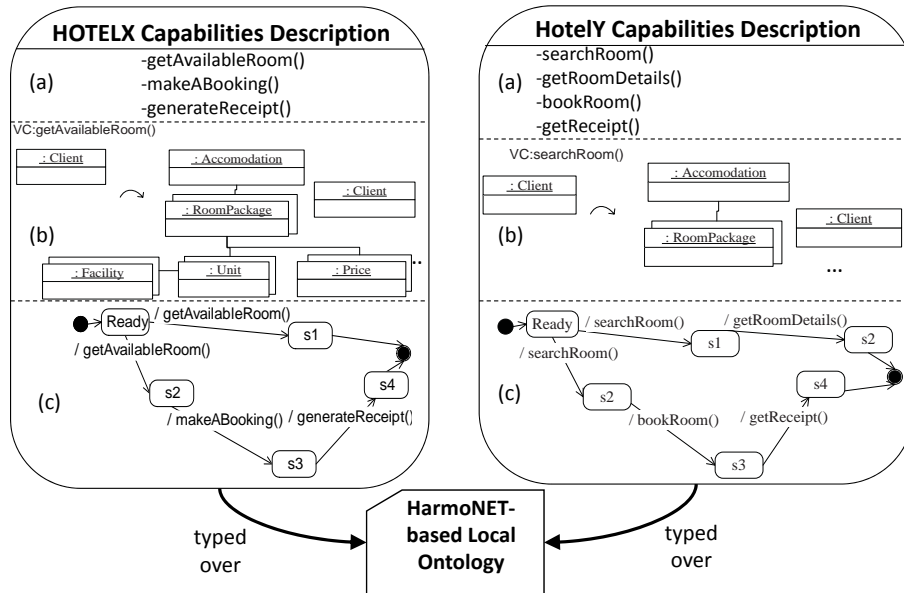 HOTELX Capabilities Description
(a)
-getAvailableRoom()
-makeABooking()
-generateReceipt()
VC:getAvailableRoom()
: Client
: Accomodation
: Client
: RoomPackage
(b)
: Facility
: Unit
: Price
..
/ getAvailableRoom()
Ready
s1
/ getAvailableRoom()
s4
s2
(c)
/ makeABooking()
/ generateReceipt()
s3
HotelY Capabilities Description
(a)
-searchRoom()
-getRoomDetails()
-bookRoom()
-getReceipt()
VC:searchRoom()
: Client
: Accomodation
: Client
(b)
: RoomPackage
...
/ getRoomDetails()
Ready
/ searchRoom()
s1
s2
/ searchRoom()
s4
(c)
s2
/ bookRoom()
/ getReceipt()
s3
typed
over
HarmoNET-
based Local
Ontology
typed
over